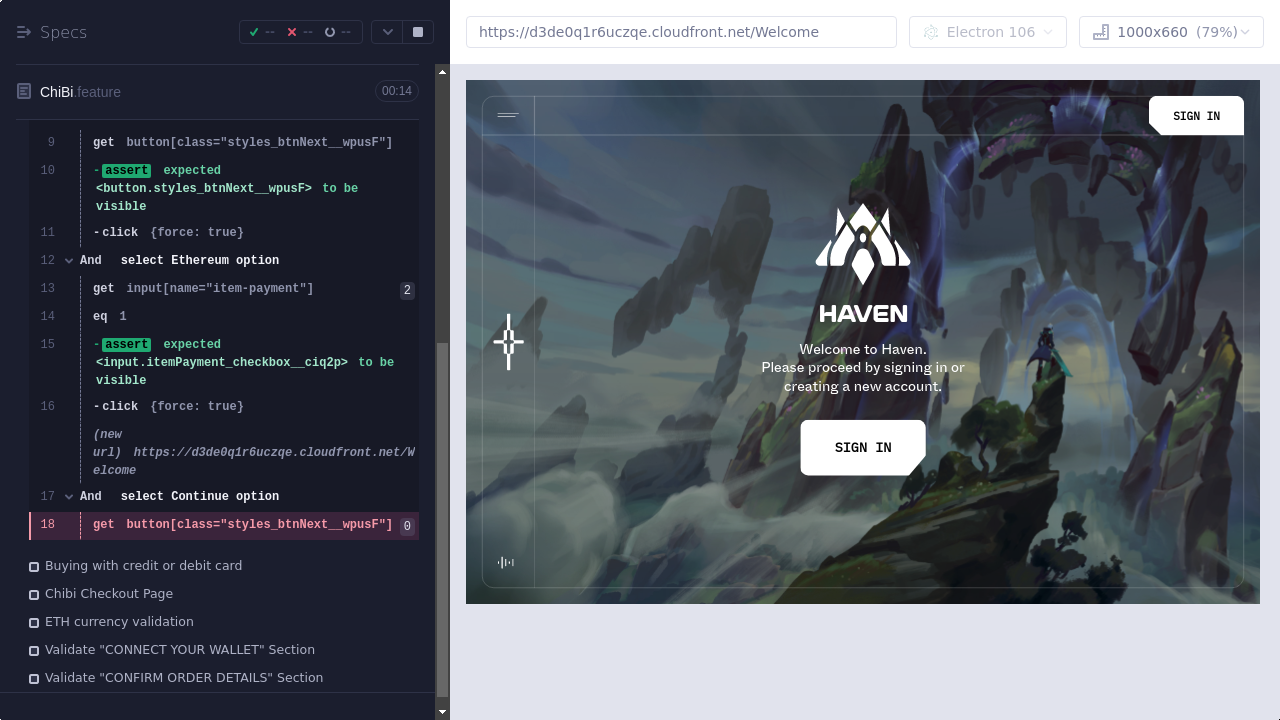 Specs
--
--
--
https://d3de0q1r6uczqe.cloudfront.net/Welcome
Electron 106
1000x660 (79%)
ChiBi.feature
00:14
9 get button[class="styles_btnNext__wpusF"]
10 -assert expected
<button.styles_btnNext__wpusF> to be
visible
11 -click {force: true}
12 And select Ethereum option
13 get input[name="item-payment"] 2
14 eq 1
15 -assert expected
<input.itemPayment_checkbox__ciq2p> to be
visible
16 -click {force: true}
(new
url) https://d3de0q1r6uczqe.cloudfront.net/W
elcome
17 And select Continue option
18 get button[class="styles_btnNext__wpusF"] 0
Buying with credit or debit card
Chibi Checkout Page
ETH currency validation
Validate "CONNECT YOUR WALLET" Section
Validate "CONFIRM ORDER DETAILS" Section
SIGN IN
HAVEN
Welcome to Haven.
Please proceed by signing in or
creating a new account.
SIGN IN